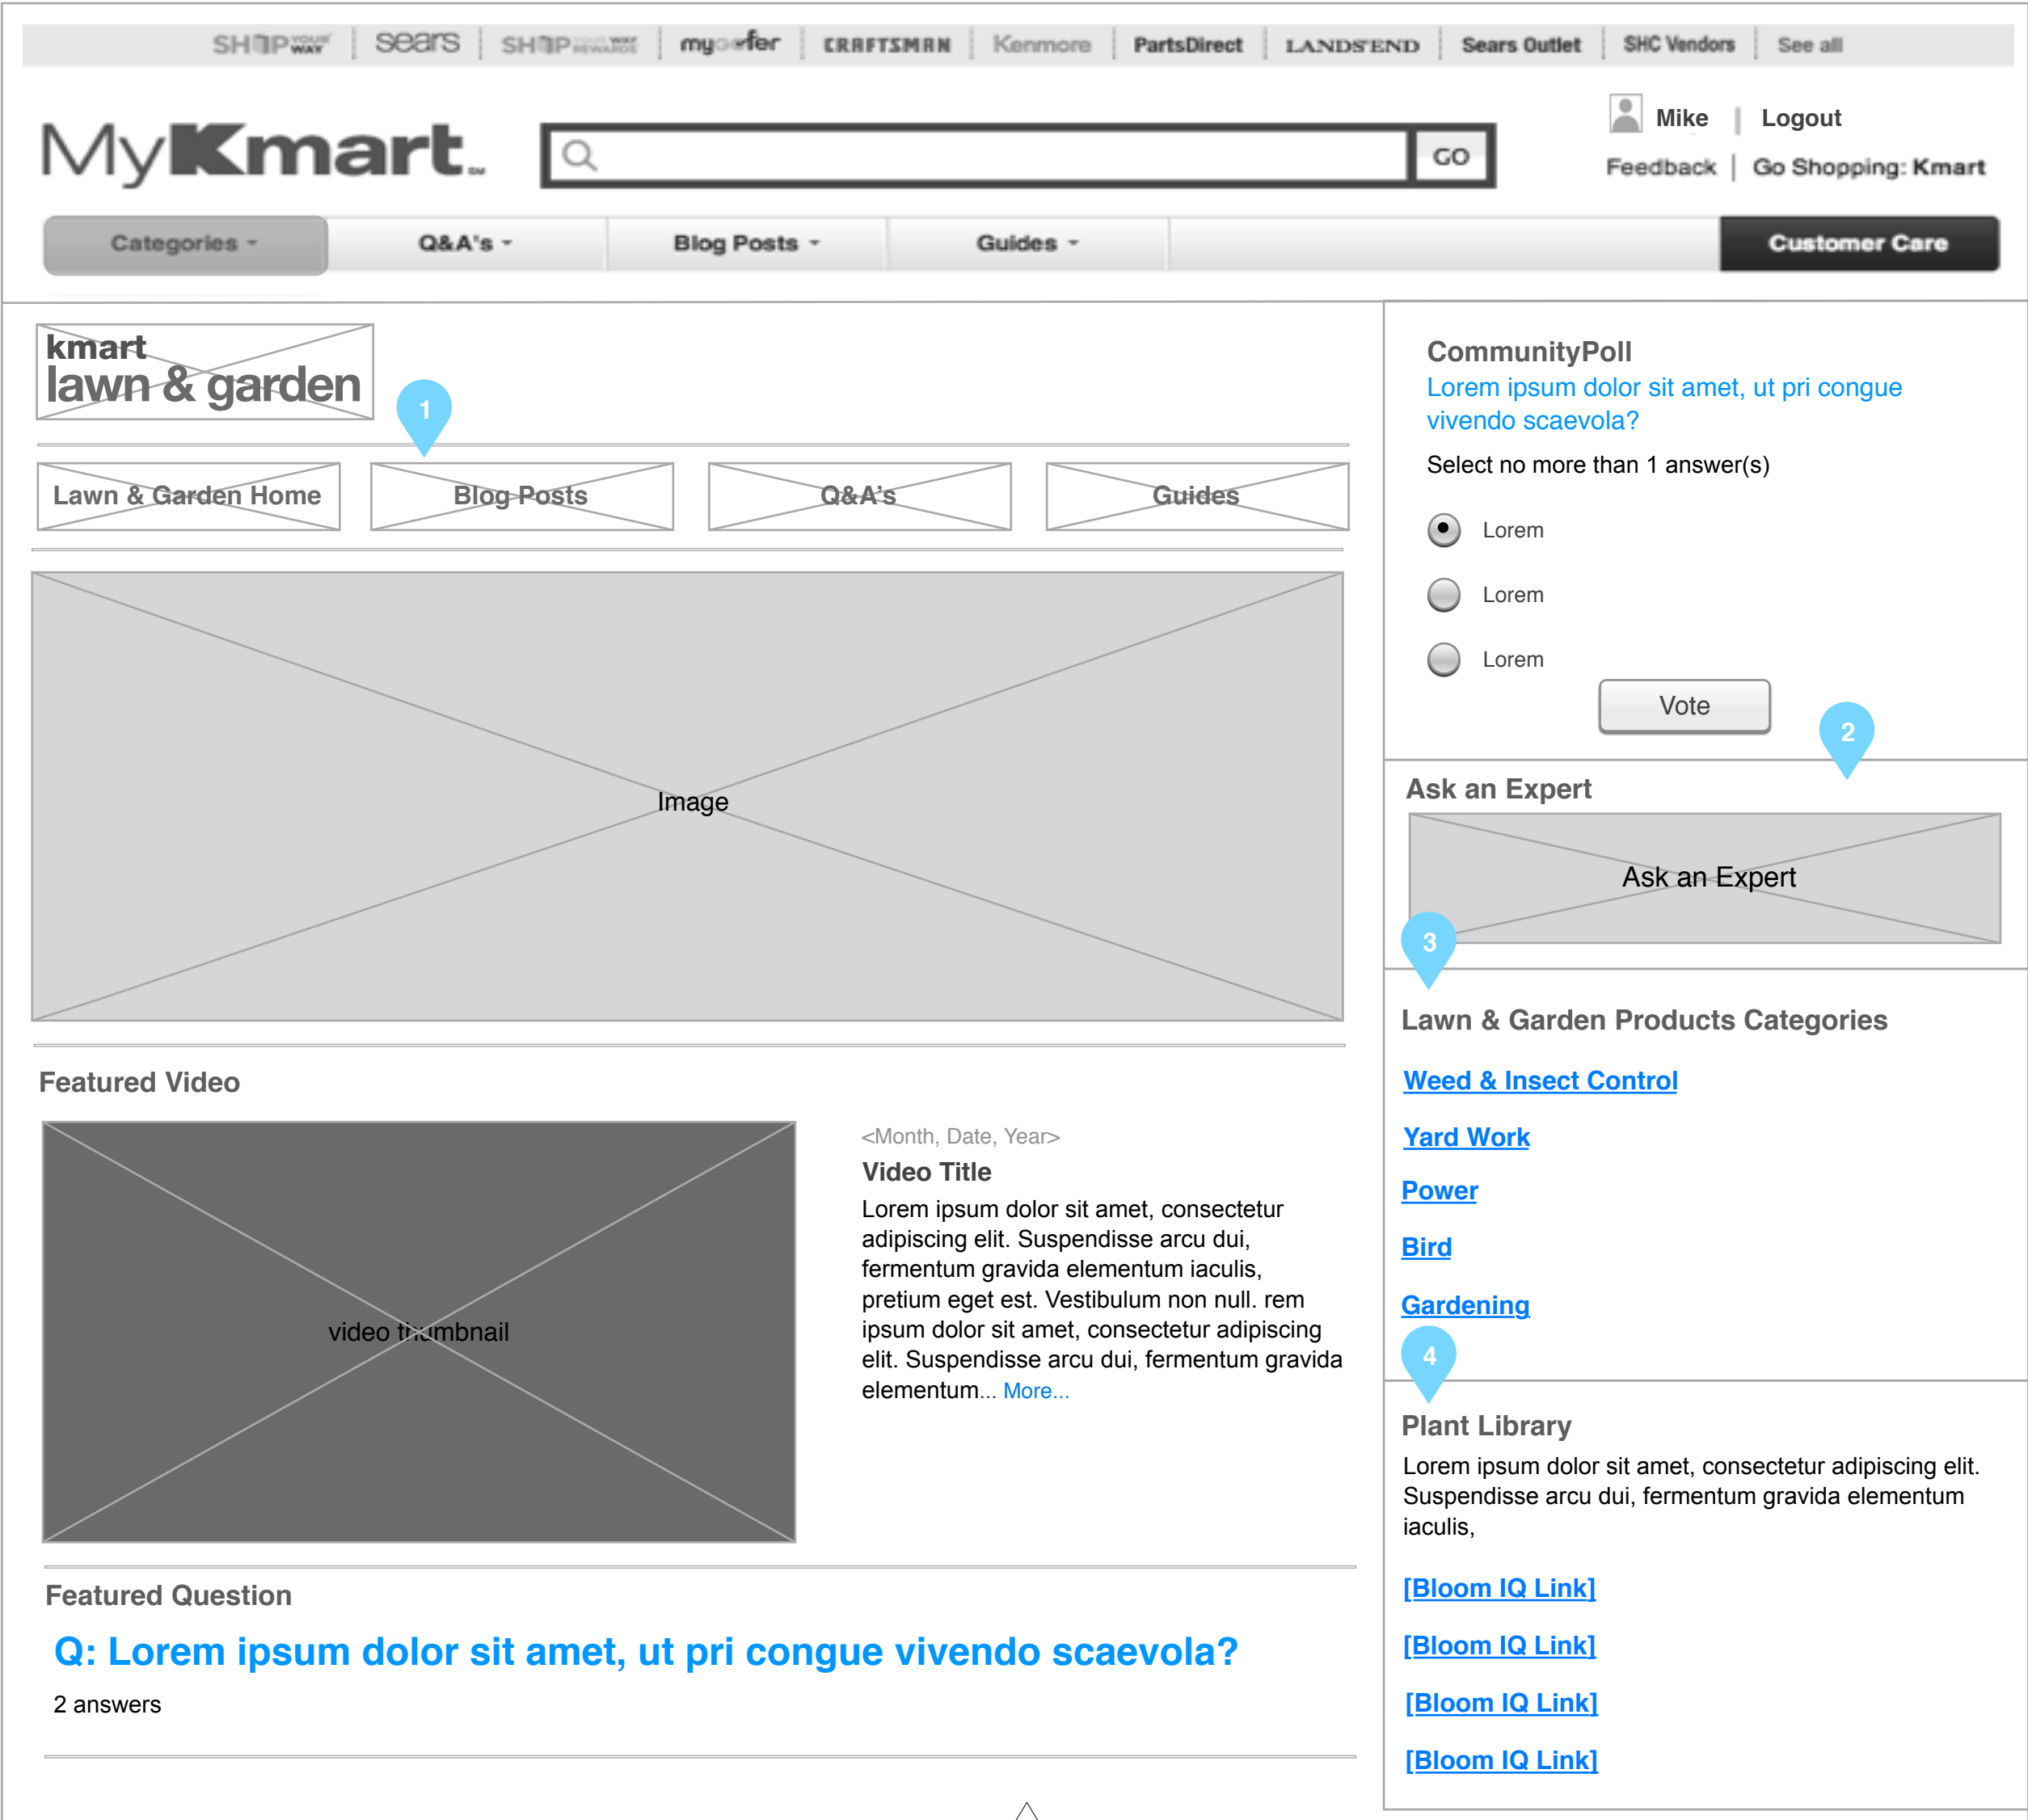 SHOP YOUR WAY sears SHOP YOUR WAY REWARDS mygofer CRAFTSMAN Kenmore PartsDirect LANDS'END Sears Outlet SHC Vendors See all
Mike | Logout
MyKmart SM GO
Feedback | Go Shopping: Kmart
Categories Q&A's Blog Posts Guides Customer Care
kmart
lawn & garden
1
Lawn & Garden Home Blog Posts Q&A's Guides
Image
Featured Video
video thumbnail
<Month, Date, Year>
Video Title
Lorem ipsum dolor sit amet, consectetur
adipiscing elit. Suspendisse arcu dui,
fermentum gravida elementum iaculis,
pretium eget est. Vestibulum non null. rem
ipsum dolor sit amet, consectetur adipiscing
elit. Suspendisse arcu dui, fermentum gravida
elementum... More...
Featured Question
Q: Lorem ipsum dolor sit amet, ut pri congue vivendo scaevola?
2 answers
CommunityPoll
Lorem ipsum dolor sit amet, ut pri congue
vivendo scaevola?
Select no more than 1 answer(s)
Lorem
Lorem
Lorem
Vote
2
Ask an Expert
Ask an Expert
3
Lawn & Garden Products Categories
Weed & Insect Control
Yard Work
Power
Bird
Gardening
4
Plant Library
Lorem ipsum dolor sit amet, consectetur adipiscing elit.
Suspendisse arcu dui, fermentum gravida elementum
iaculis,
[Bloom IQ Link]
[Bloom IQ Link]
[Bloom IQ Link]
[Bloom IQ Link]